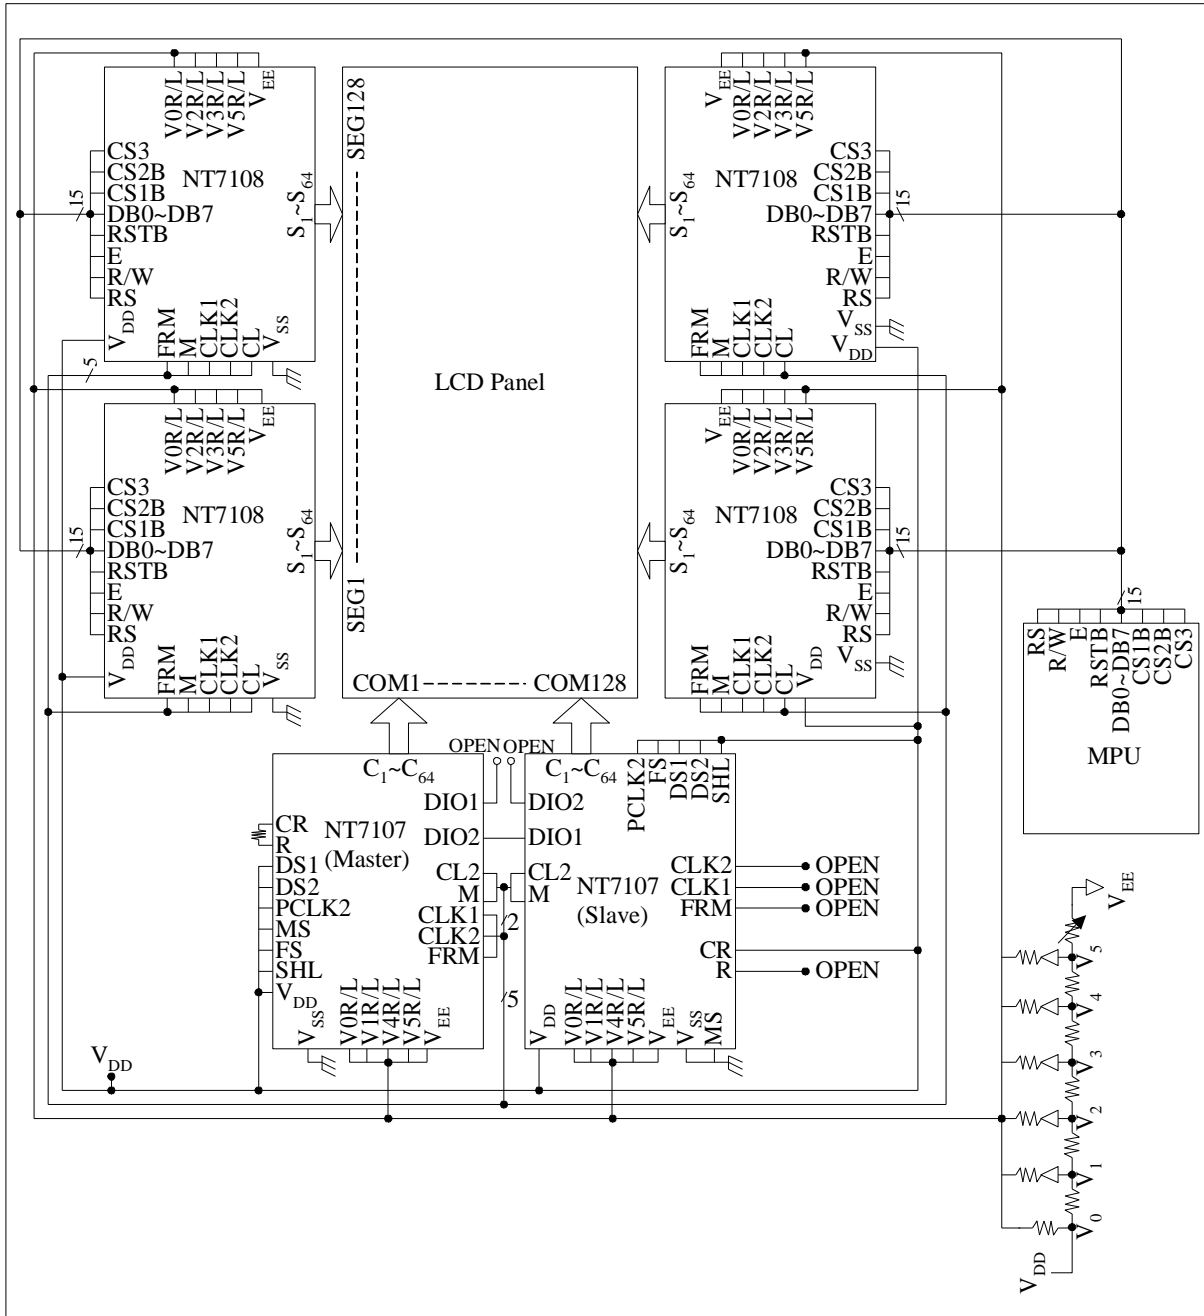 V0R/L
V2R/L
V3R/L
V5R/L
VEE
CS3
CS2B
CS1B
DB0~DB7
RSTB
E
R/W
RS
VDD
15
NT7108
S1~S64
FRM
M
CLK1
CLK2
CL
VSS
5
SEG128
SEG1
LCD Panel
COM1
COM128
VEE
V0R/L
V2R/L
V3R/L
V5R/L
NT7108
S1~S64
CS3
CS2B
CS1B
DB0~DB7
RSTB
E
R/W
RS
VSS
VDD
15
FRM
M
CLK1
CLK2
CL
V0R/L
V2R/L
V3R/L
V5R/L
VEE
CS3
CS2B
CS1B
DB0~DB7
RSTB
E
R/W
RS
VDD
15
NT7108
S1~S64
FRM
M
CLK1
CLK2
CL
VSS
VEE
V0R/L
V2R/L
V3R/L
V5R/L
NT7108
S1~S64
CS3
CS2B
CS1B
DB0~DB7
RSTB
E
R/W
RS
VSS
15
FRM
M
CLK1
CLK2
CL
VDD
15
RS
R/W
E
RSTB
DB0~DB7
CS1B
CS2B
CS3
MPU
OPEN
OPEN
C1~C64
DIO1
NT7107
(Master)
DIO2
CR
R
DS1
DS2
PCLK2
MS
FS
SHL
VDD
CL2
M
CLK1
CLK2
FRM
2
5
VSS
V0R/L
V1R/L
V4R/L
V5R/L
VEE
C1~C64
PCLK2
FS
DS1
DS2
SHL
DIO2
DIO1
CL2
M
NT7107
(Slave)
CLK2
OPEN
CLK1
OPEN
FRM
OPEN
CR
R
OPEN
VDD
V0R/L
V1R/L
V4R/L
V5R/L
VEE
VSS
MS
VDD
VEE
V5
V4
V3
V2
V1
V0
VDD